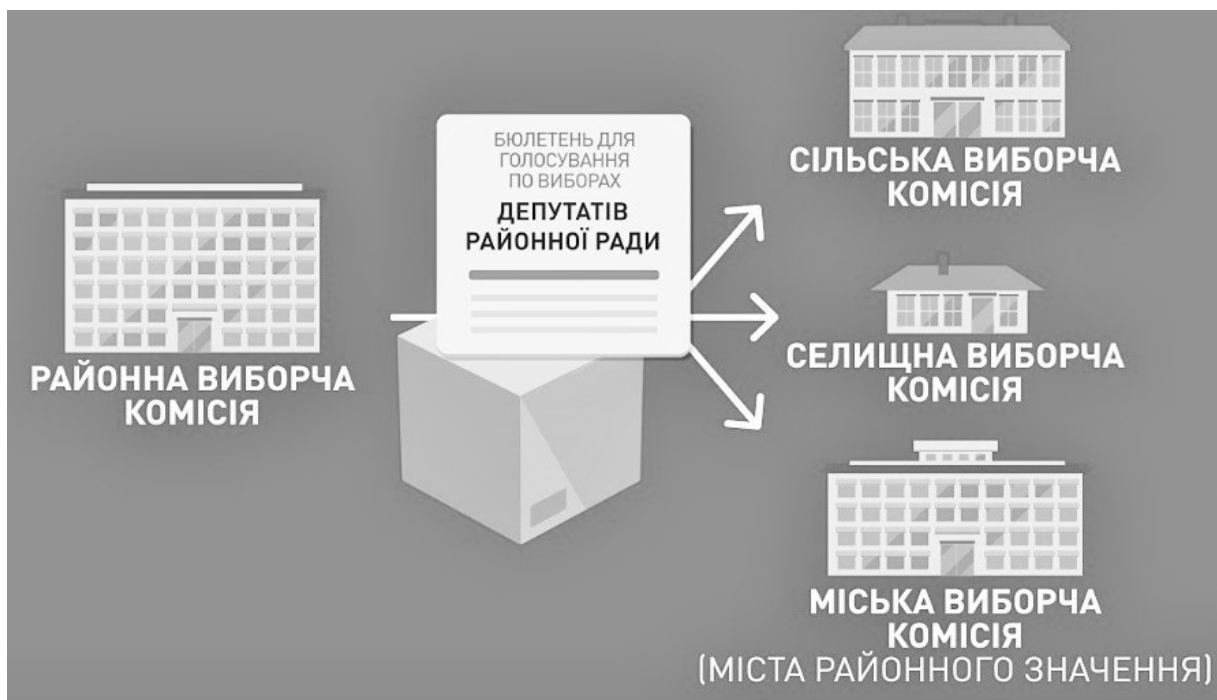 РАЙОННА ВИБОРЧА
КОМІСІЯ
БЮЛЕТЕНЬ ДЛЯ
ГОЛОСУВАННЯ
ПО ВИБОРАХ
ДЕПУТАТІВ
РАЙОННОЇ РАДИ
СІЛЬСЬКА ВИБОРЧА
КОМІСІЯ
СЕЛИЩНА ВИБОРЧА
КОМІСІЯ
МІСЬКА ВИБОРЧА
КОМІСІЯ
(МІСТА РАЙОННОГО ЗНАЧЕННЯ)